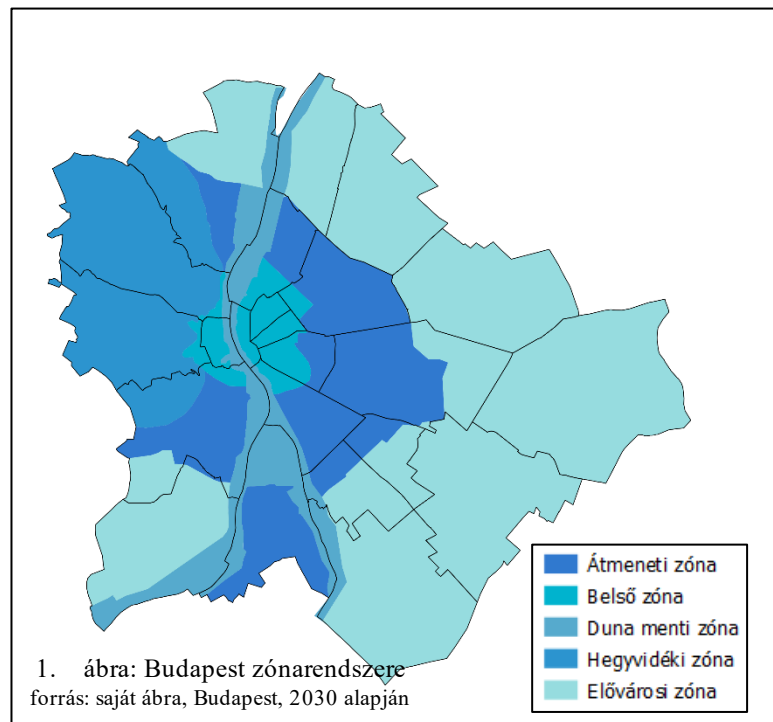 Átmeneti zóna
Belső zóna
Duna menti zóna
Hegyvidéki zóna
Elővárosi zóna
1. ábra: Budapest zónarendszere
forrás: saját ábra, Budapest, 2030 alapján